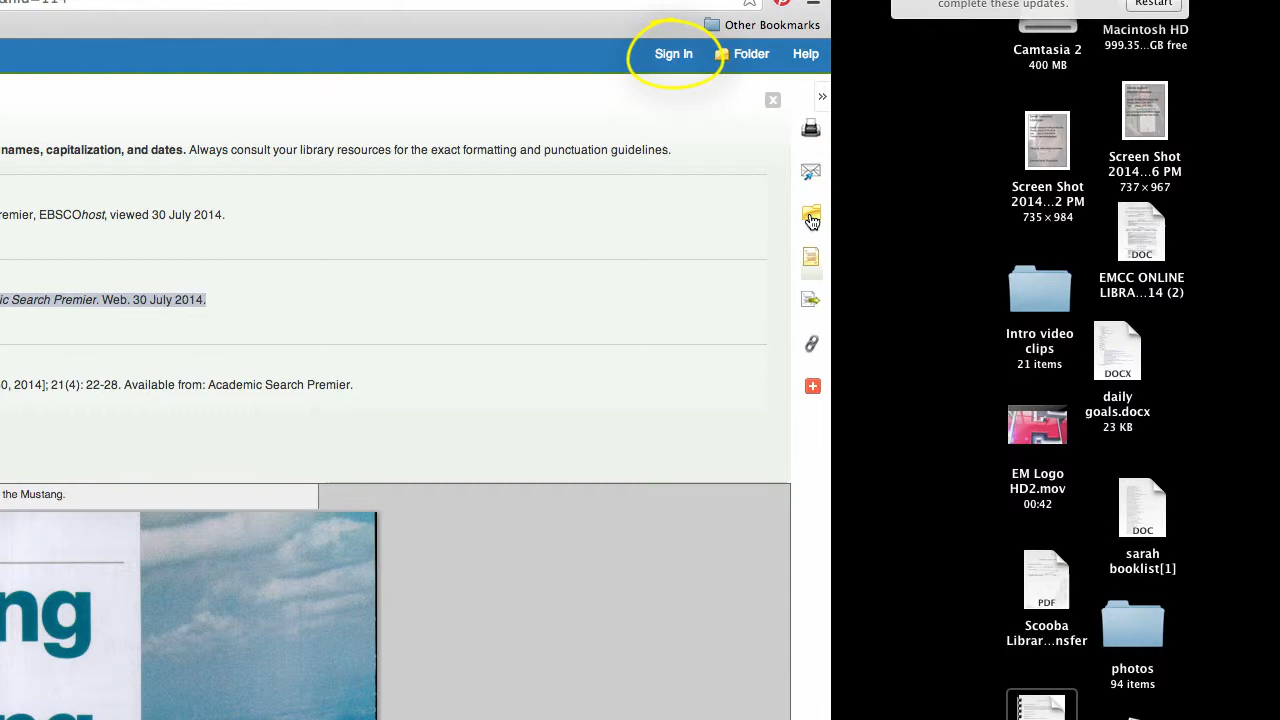 complete these updates.
Restart
Other Bookmarks
Sign In
Folder
Help
names, capitalization, and dates. Always consult your library resources for the exact formatting and punctuation guidelines.
remier, EBSCOhost, viewed 30 July 2014.
ic Search Premier. Web. 30 July 2014.
0, 2014]; 21(4): 22-28. Available from: Academic Search Premier.
the Mustang.
ng
Camtasia 2
400 MB
Macintosh HD
999.35...GB free
Screen Shot
2014...2 PM
735 × 984
Screen Shot
2014...6 PM
737 × 967
DOC
EMCC ONLINE
LIBRA...14 (2)
Intro video
clips
21 items
DOCX
daily
goals.docx
23 KB
EM Logo
HD2.mov
00:42
DOC
sarah
booklist[1]
PDF
Scooba
Librar...nsfer
photos
94 items